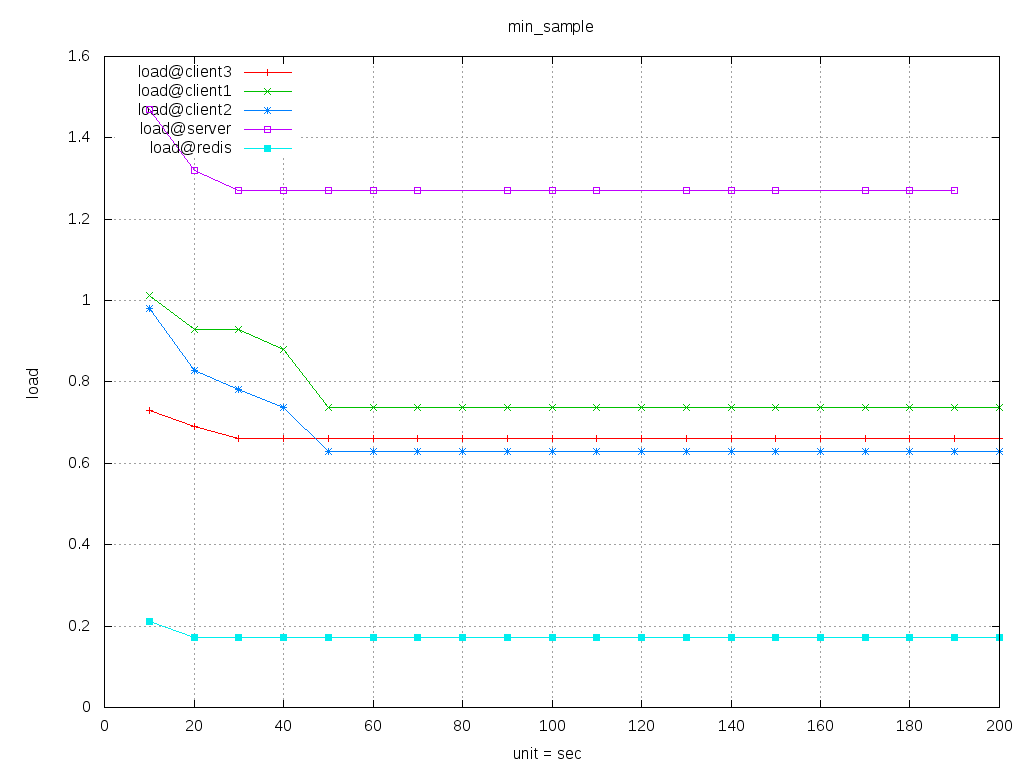 min_sample
1.6
load@client3
load@client1
load@client2
load@server
load@redis
1.4
1.2
1
0.8
0.6
0.4
0.2
0
load
0 20 40 60 80 100 120 140 160 180 200
unit = sec